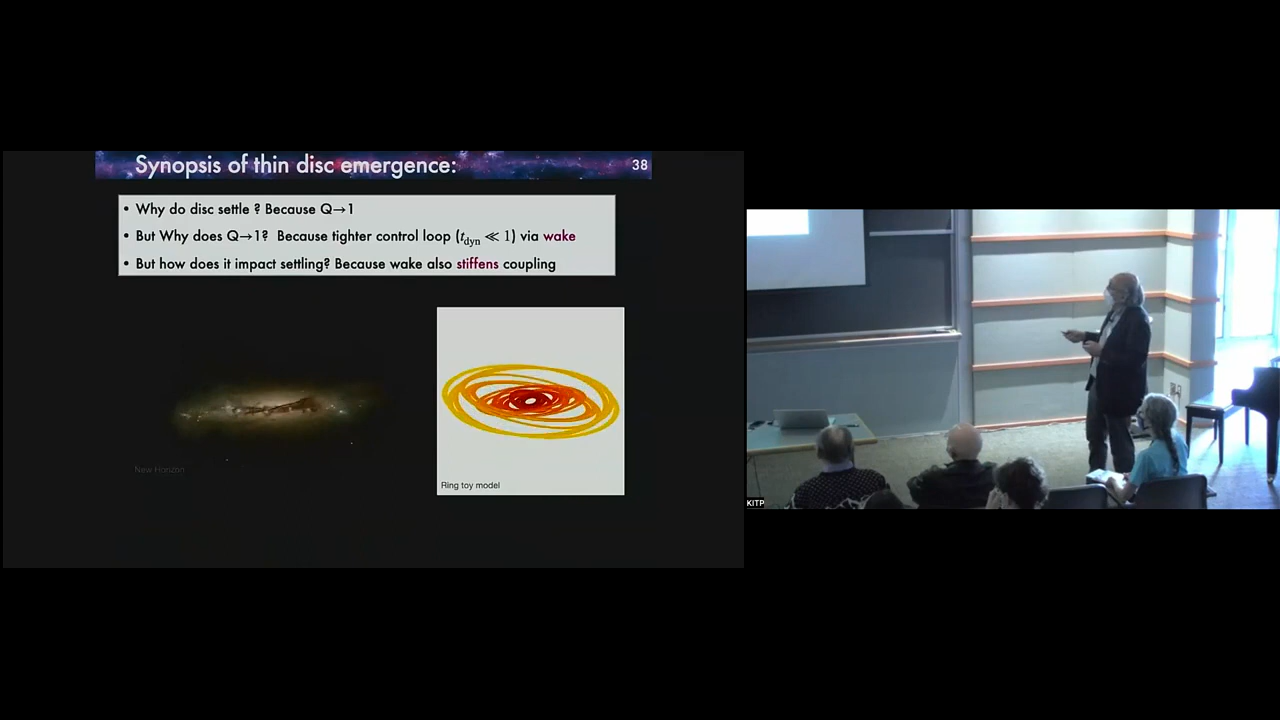 Synopsis of thin disc emergence:
38
• Why do disc settle ? Because Q→1
• But Why does Q→1? Because tighter control loop (t_dyn ≪ 1) via wake
• But how does it impact settling? Because wake also stiffens coupling
New Horizon
Ring toy model
KITP